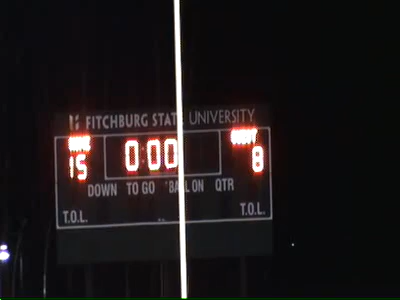 FITCHBURG STATE UNIVERSITY
15 0:00 8
DOWN TO GO BALL ON QTR
T.O.L. T.O.L.